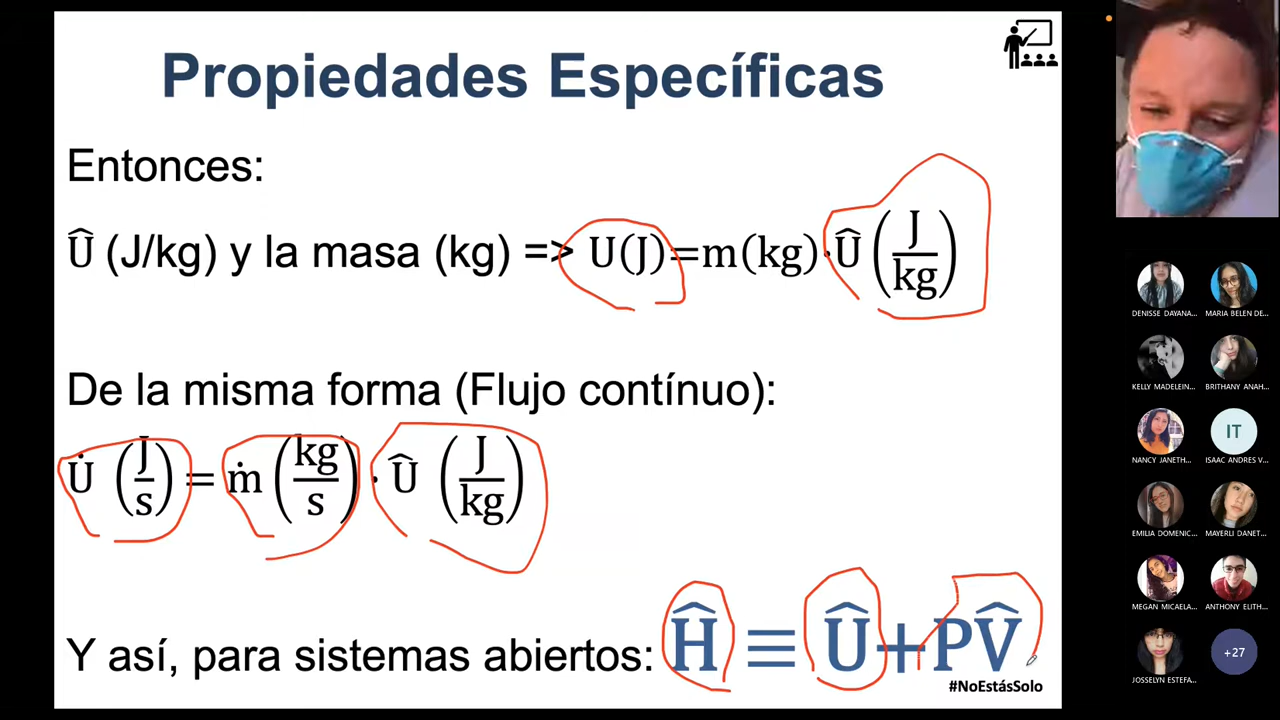 Propiedades Específicas
Entonces:
Û (J/kg) y la masa (kg) => U(J)=m(kg)·Û (J/kg)
De la misma forma (Flujo contínuo):
U̇ (J/s) = ṁ (kg/s) · Û (J/kg)
Y así, para sistemas abiertos: Ĥ ≡ Û+PV̂
#NoEstásSolo
DENISSE DAYANA...
MARIA BELEN DE...
KELLY MADELEIN...
BRITHANY ANAH...
IT
NANCY JANETH...
ISAAC ANDRES V...
EMILIA DOMENIC...
MAYERLI DANET...
MEGAN MICAELA...
ANTHONY ELITH...
JOSSELYN ESTEFA...
+27